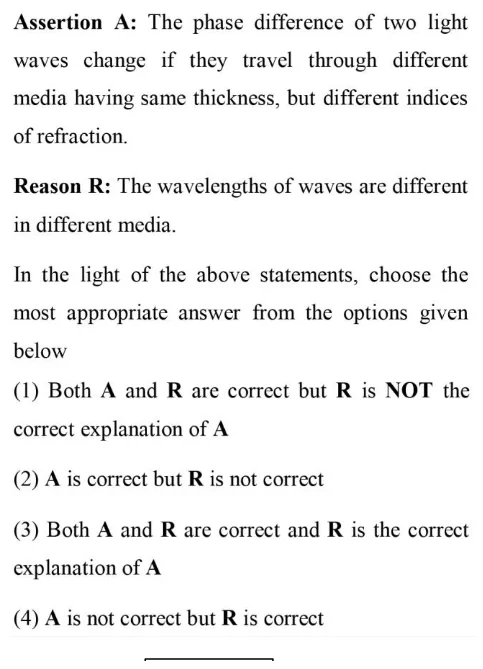 Assertion A: The phase difference of two light
waves change if they travel through different
media having same thickness, but different indices
of refraction.
Reason R: The wavelengths of waves are different
in different media.
In the light of the above statements, choose the
most appropriate answer from the options given
below
(1) Both A and R are correct but R is NOT the
correct explanation of A
(2) A is correct but R is not correct
(3) Both A and R are correct and R is the correct
explanation of A
(4) A is not correct but R is correct